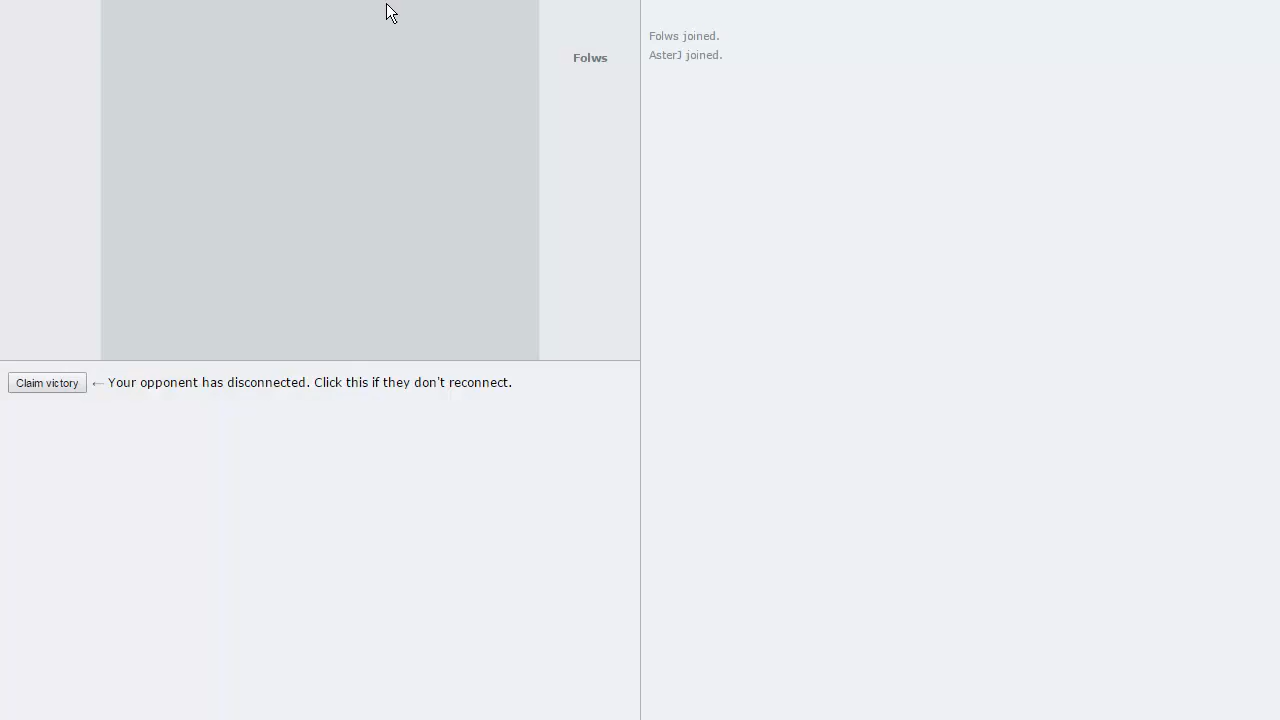 Folws
Claim victory ← Your opponent has disconnected. Click this if they don't reconnect.
Folws joined.
AsterJ joined.